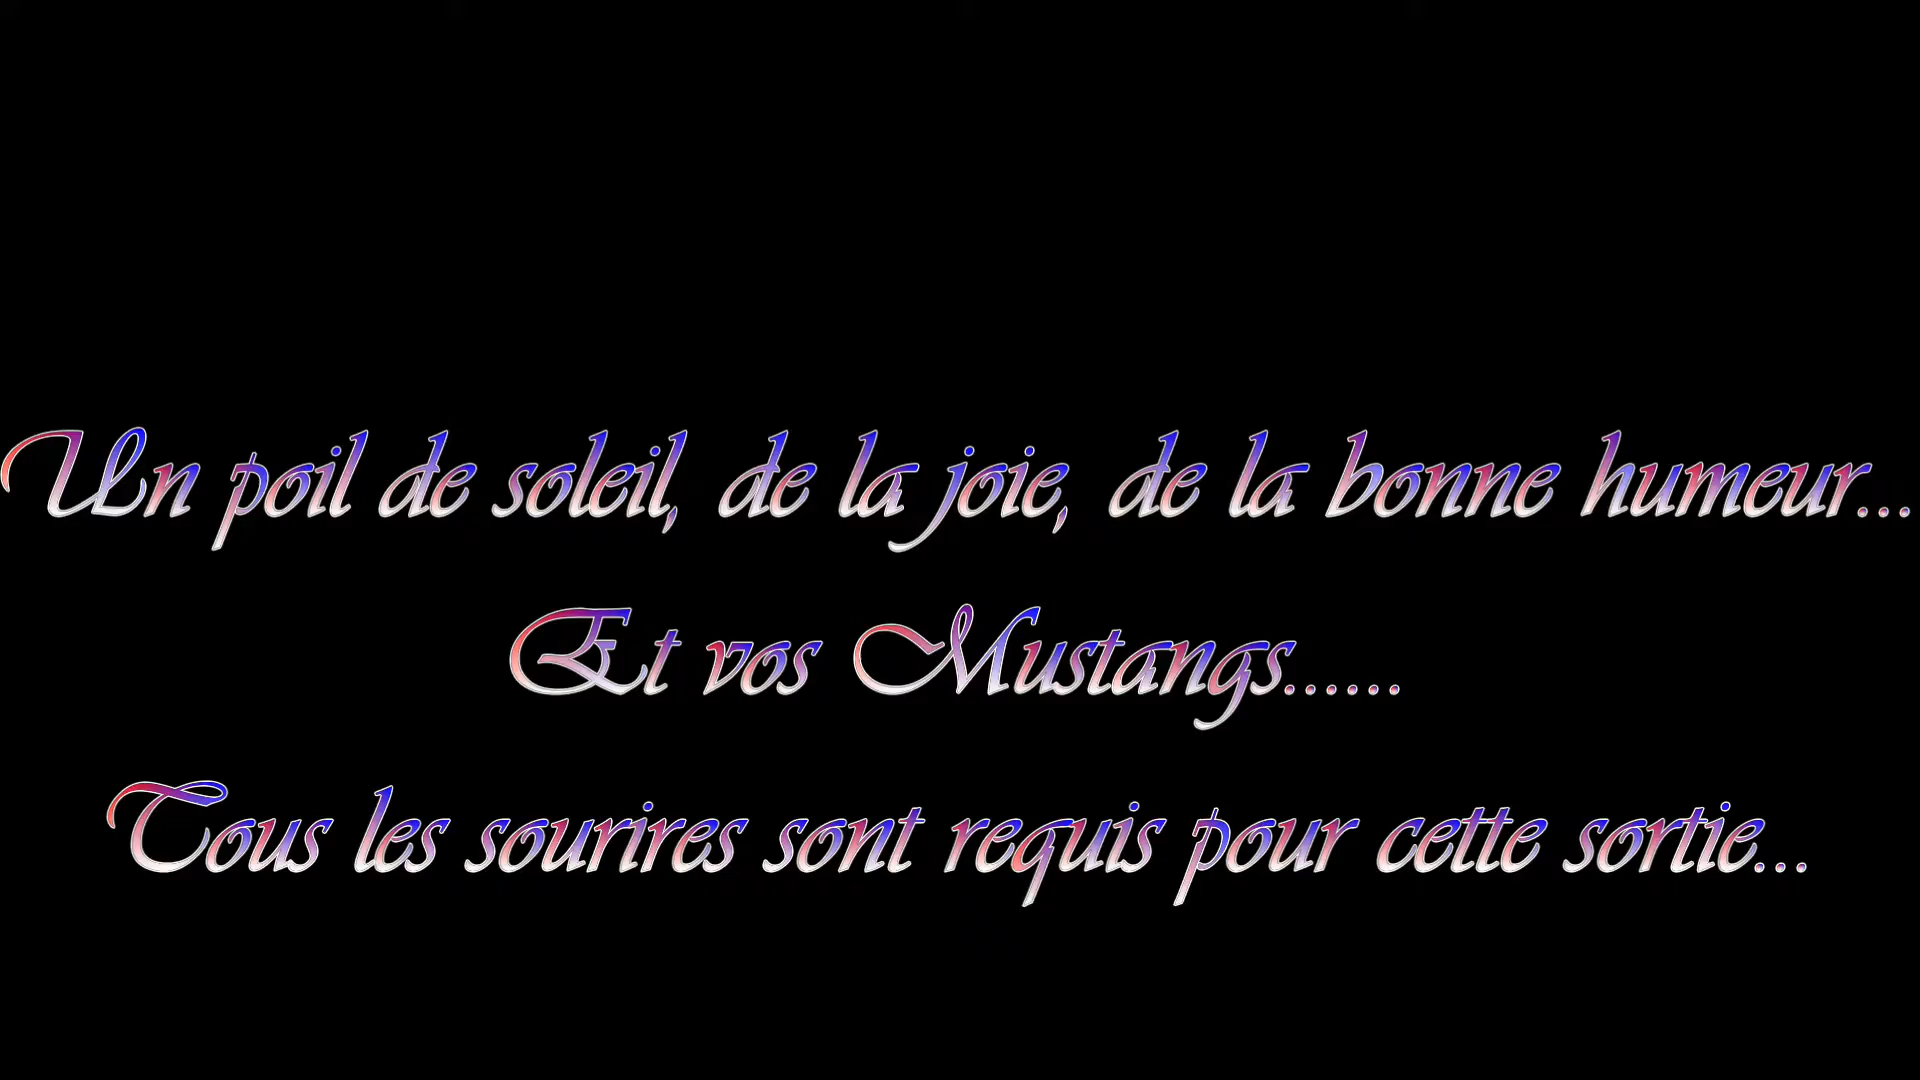 Un poil de soleil, de la joie, de la bonne humeur...
Et vos Mustangs......
Tous les sourires sont requis pour cette sortie...